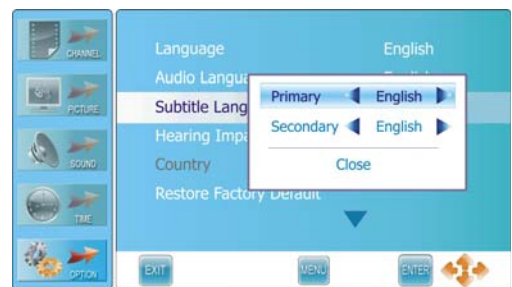 CHANNEL
PICTURE
SOUND
TIME
OPTION
Language English
Audio Langua
Subtitle Lang
Hearing Impa
Country
Restore Factory Default
Primary English
Secondary English
Close
EXIT MENU ENTER